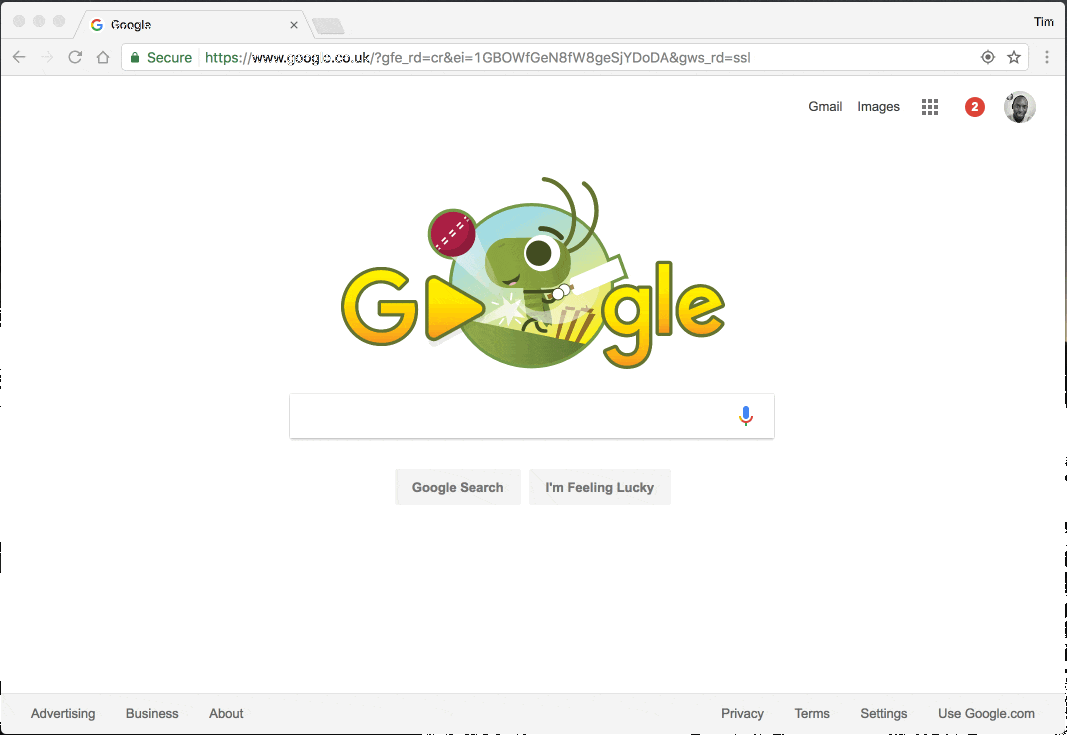 Google
Tim
Secure https://www.google.co.uk/?gfe_rd=cr&ei=1GBOWfGeN8fW8geSjYDoDA&gws_rd=ssl
Gmail Images 2
Google
Google Search I'm Feeling Lucky
Advertising Business About Privacy Terms Settings Use Google.com